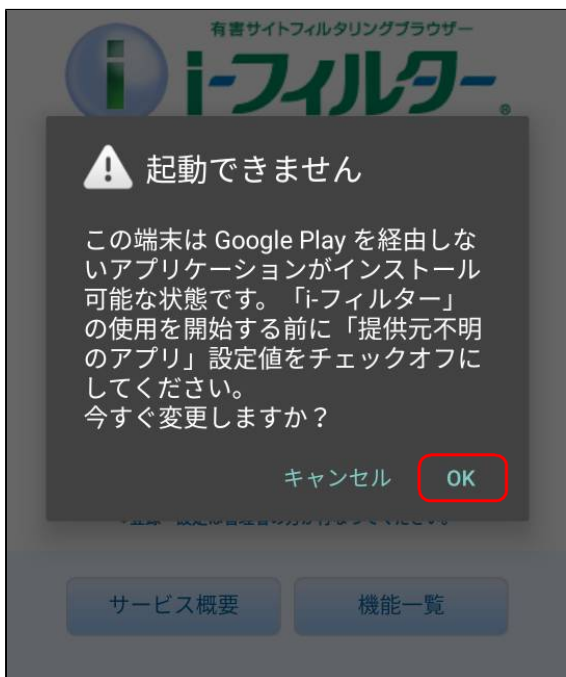 有害サイトフィルタリングブラウザー
i-フィルター®
起動できません
この端末は Google Play を経由しな
いアプリケーションがインストール
可能な状態です。「i-フィルター」
の使用を開始する前に「提供元不明
のアプリ」設定値をチェックオフに
してください。
今すぐ変更しますか？
キャンセル OK
サービス概要 機能一覧